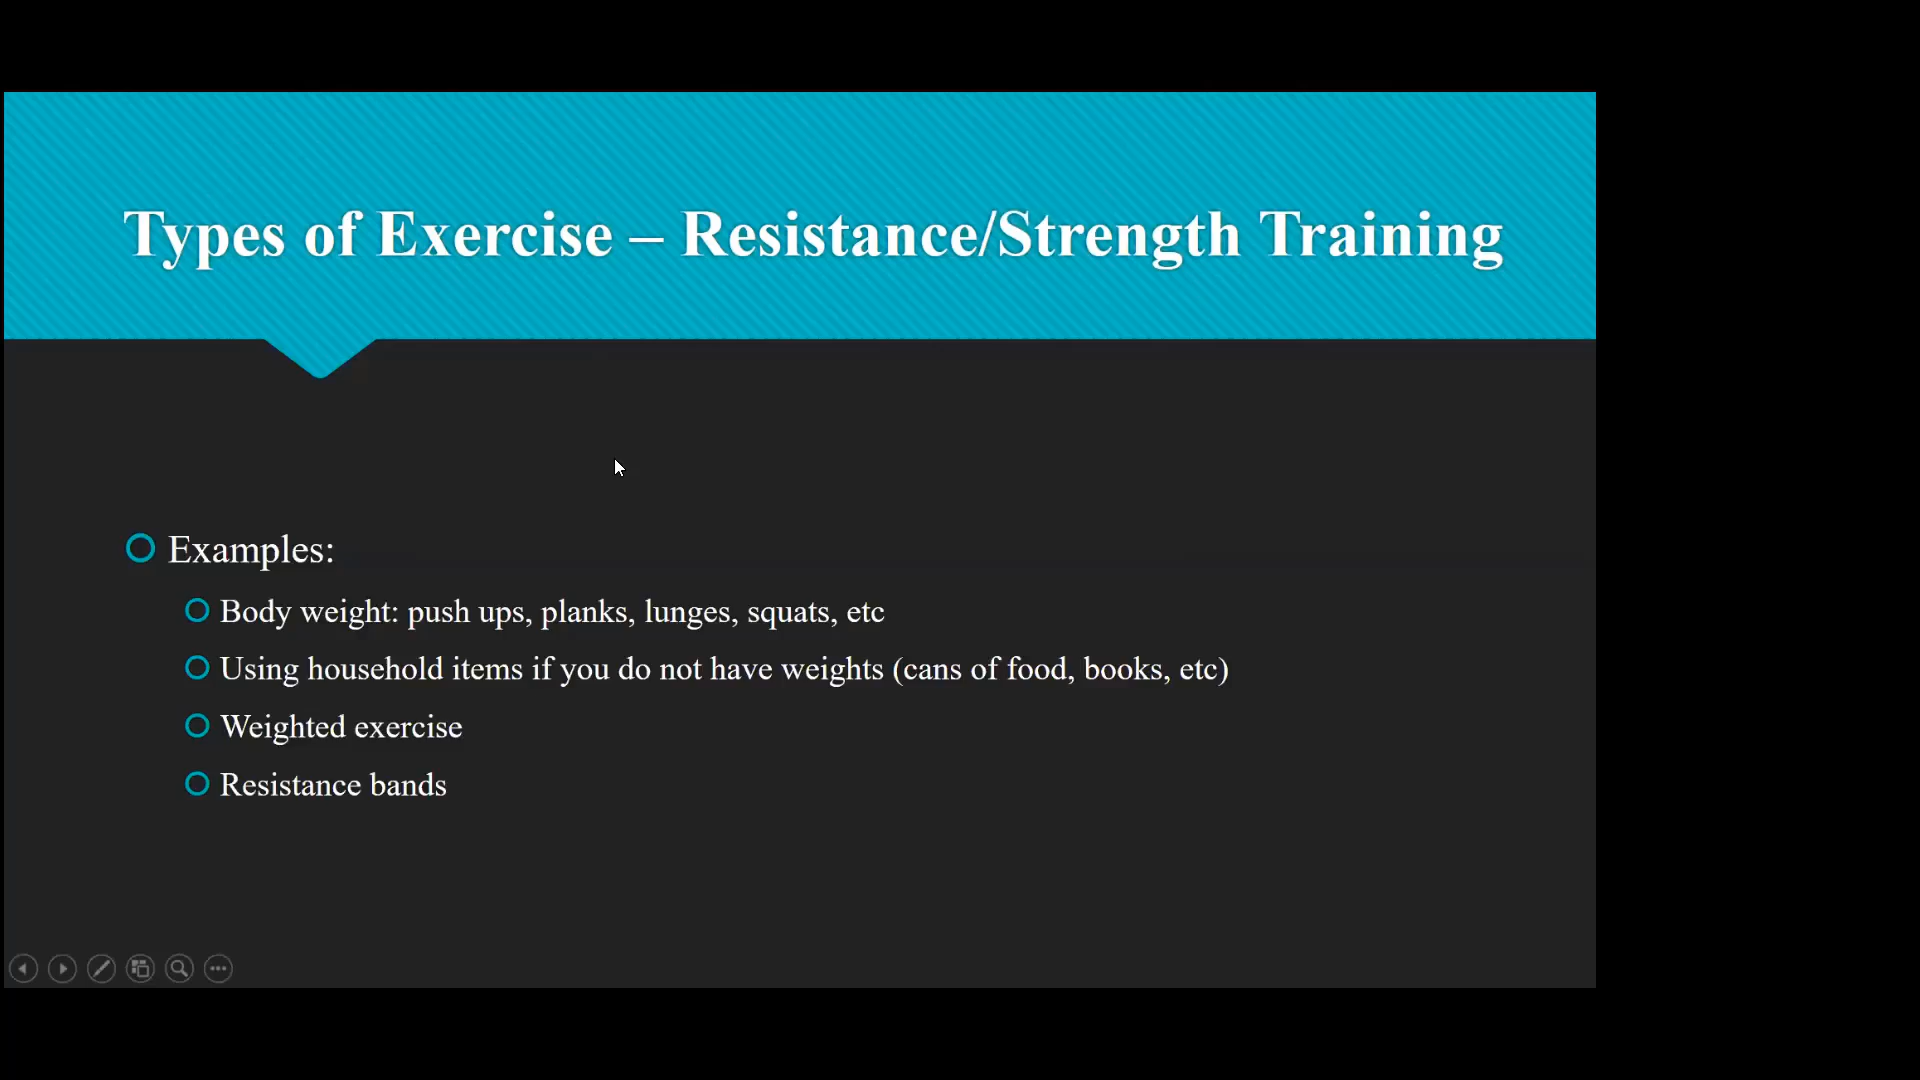 Types of Exercise – Resistance/Strength Training
Examples:
Body weight: push ups, planks, lunges, squats, etc
Using household items if you do not have weights (cans of food, books, etc)
Weighted exercise
Resistance bands